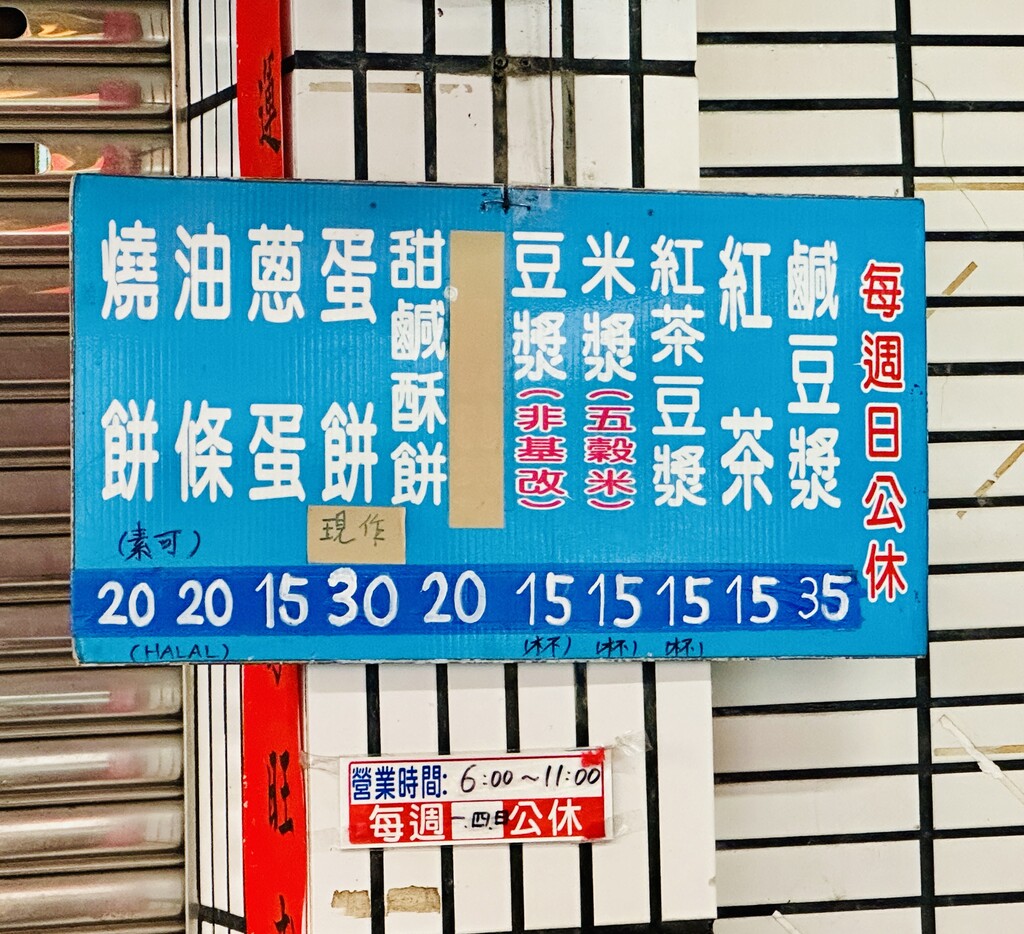 運
燒餅
(素可)
20
(HALAL)
油條
20
蔥蛋
15
蛋餅
現作
30
甜鹹酥餅
20
豆漿(非基改)
15
(杯)
米漿(五穀米)
15
(杯)
紅茶豆漿
15
(杯)
紅茶
15
鹹豆漿
35
每週日公休
旺
營業時間: 6:00~11:00
每週一.四.日公休